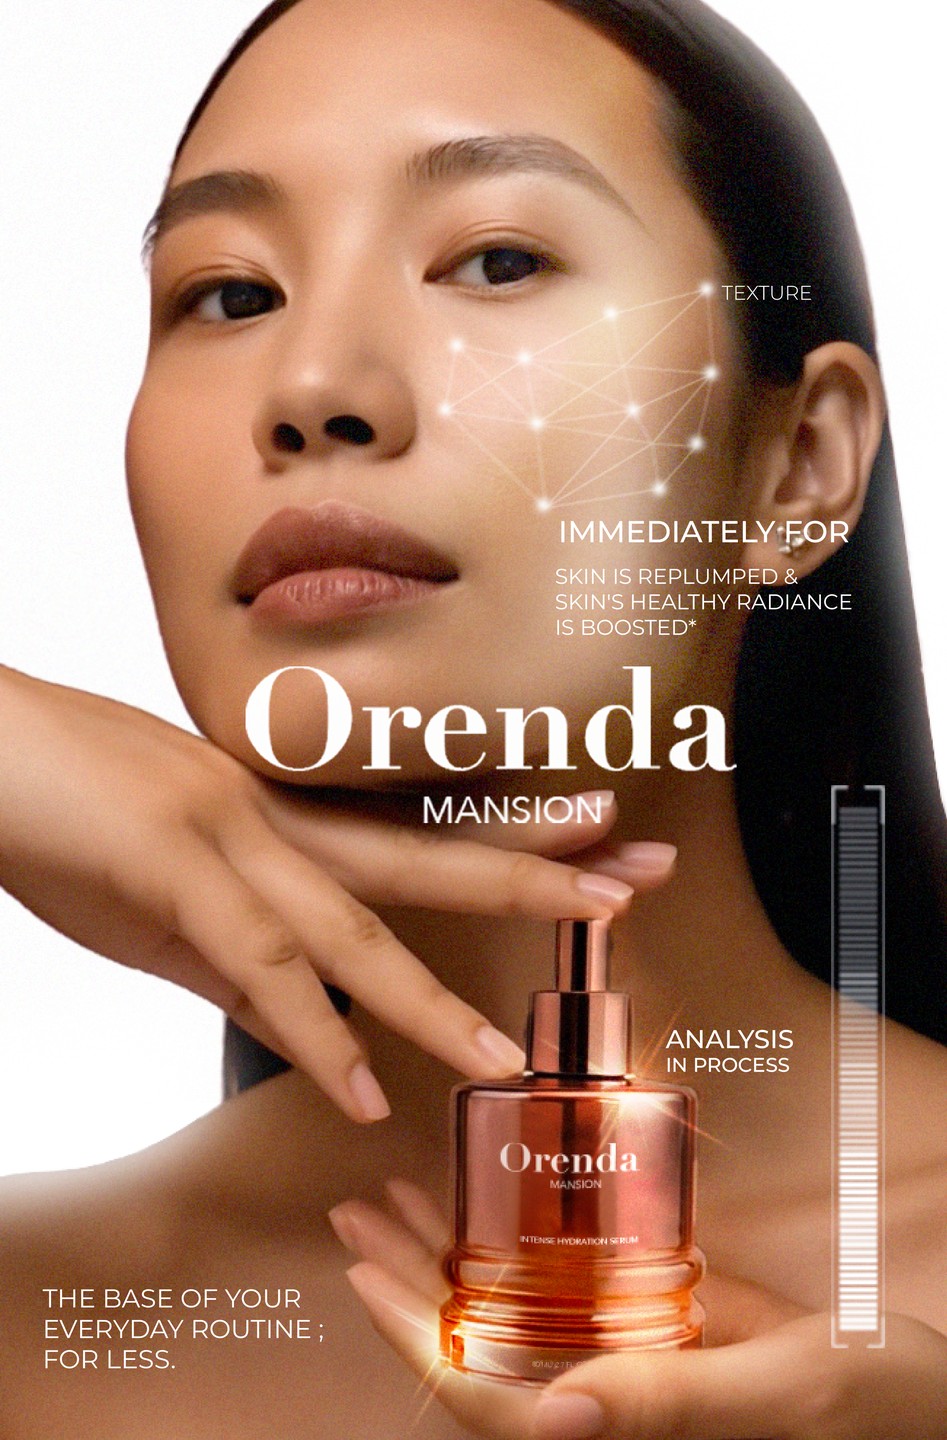 TEXTURE
IMMEDIATELY FOR
SKIN IS REPLUMPED &
SKIN'S HEALTHY RADIANCE
IS BOOSTED*
Orenda
MANSION
ANALYSIS
IN PROCESS
Orenda
MANSION
INTENSE HYDRATION SERUM
THE BASE OF YOUR
EVERYDAY ROUTINE ;
FOR LESS.